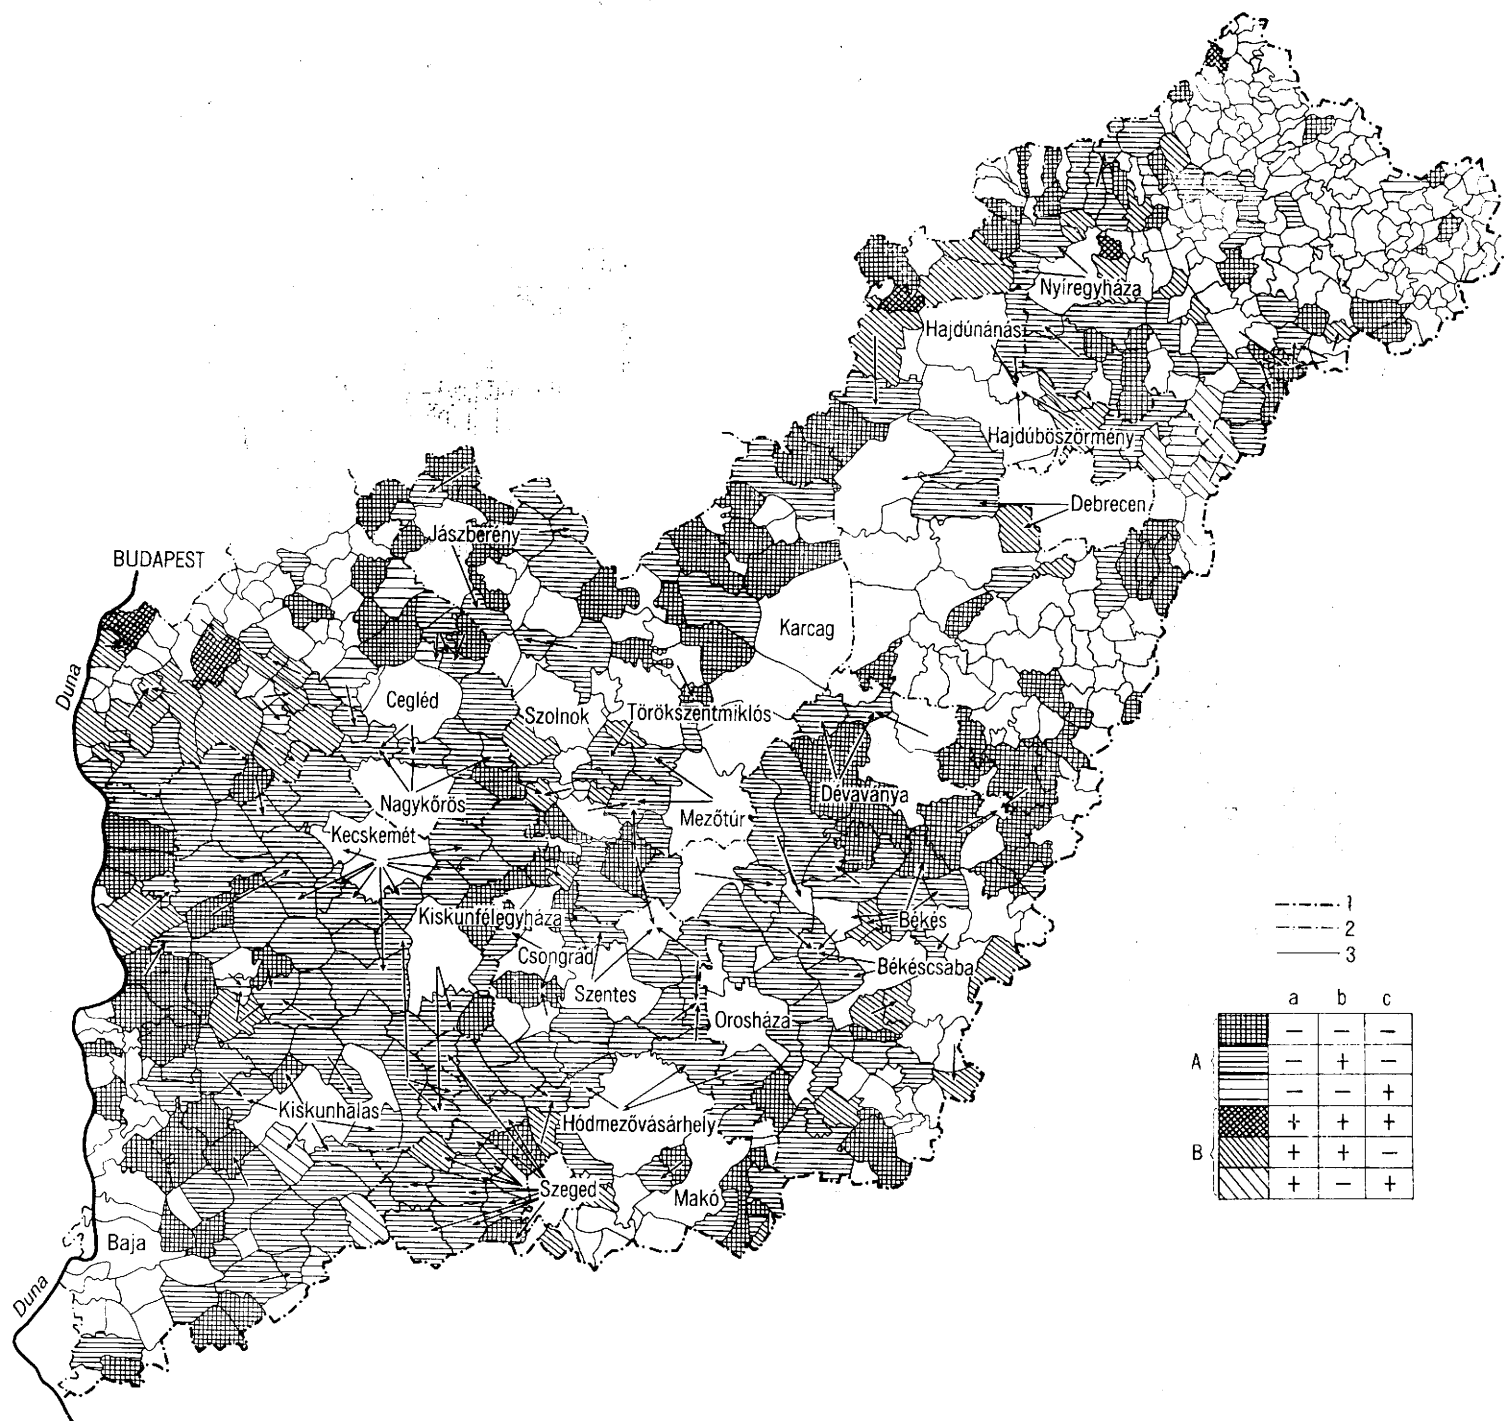 Nyíregyháza
Hajdúnánás
Hajdúböszörmény
Debrecen
Jászberény
BUDAPEST
Karcag
Duna
Cegléd
Szolnok
Törökszentmiklós
Dévaványa
Nagykőrös
Kecskemét
Mezőtúr
Kiskunfélegyháza
Békés
Csongrád
Békéscsaba
Szentes
Orosháza
Kiskunhalas
Hódmezővásárhely
Szeged
Makó
Baja
Duna
1
2
3
a b c
− − −
A − + −
− − +
+ + +
B + + −
+ − +